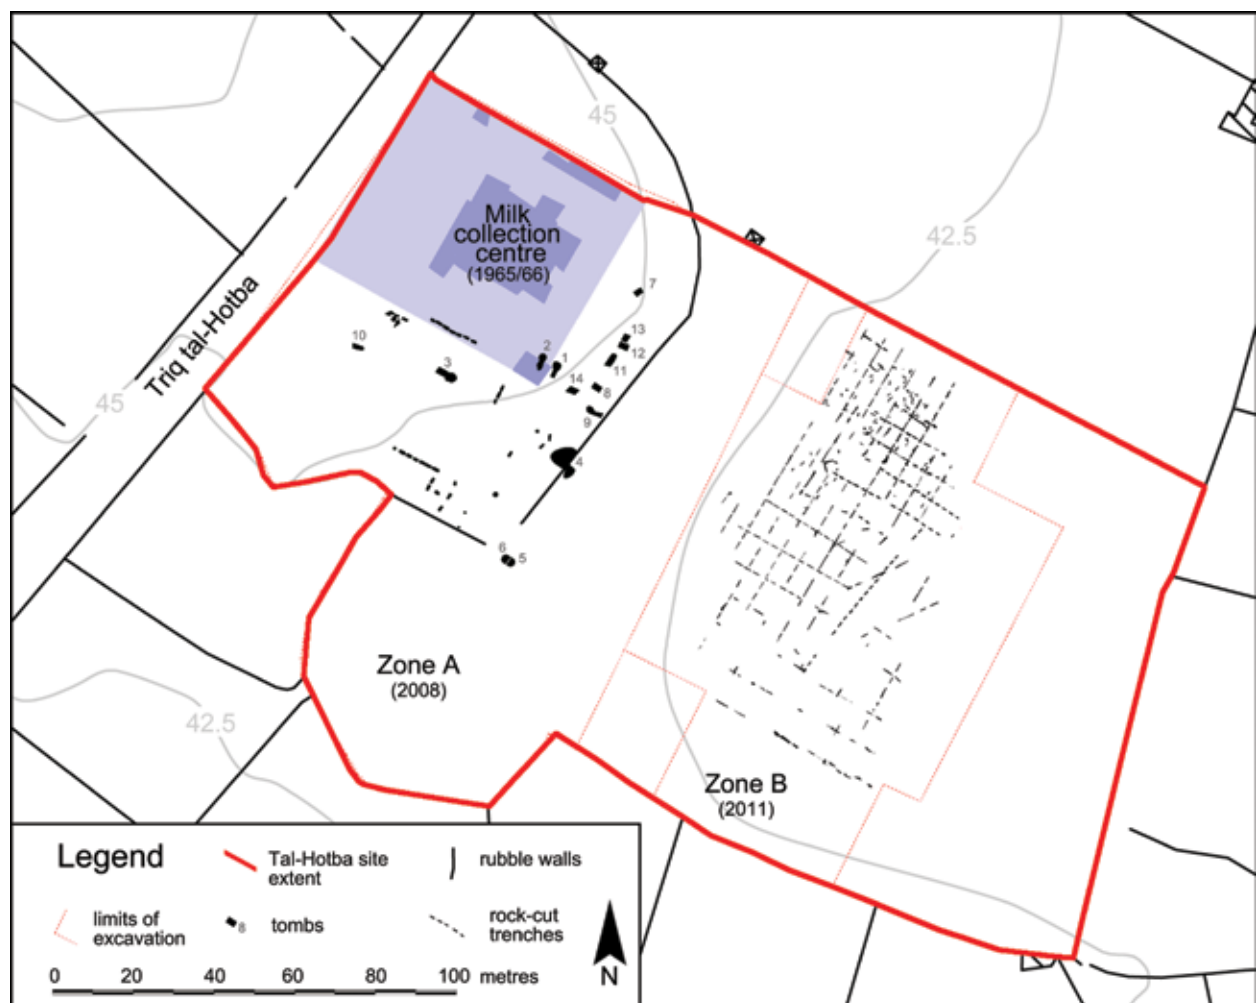 45
42.5
Milk
collection
centre
(1965/66)
7
Triq tal-Hotba
10
3
2
1
13
12
11
14
8
9
45
4
6
5
Zone A
(2008)
42.5
Zone B
(2011)
Legend
Tal-Hotba site
extent
rubble walls
limits of
excavation
8
tombs
rock-cut
trenches
N
0 20 40 60 80 100 metres